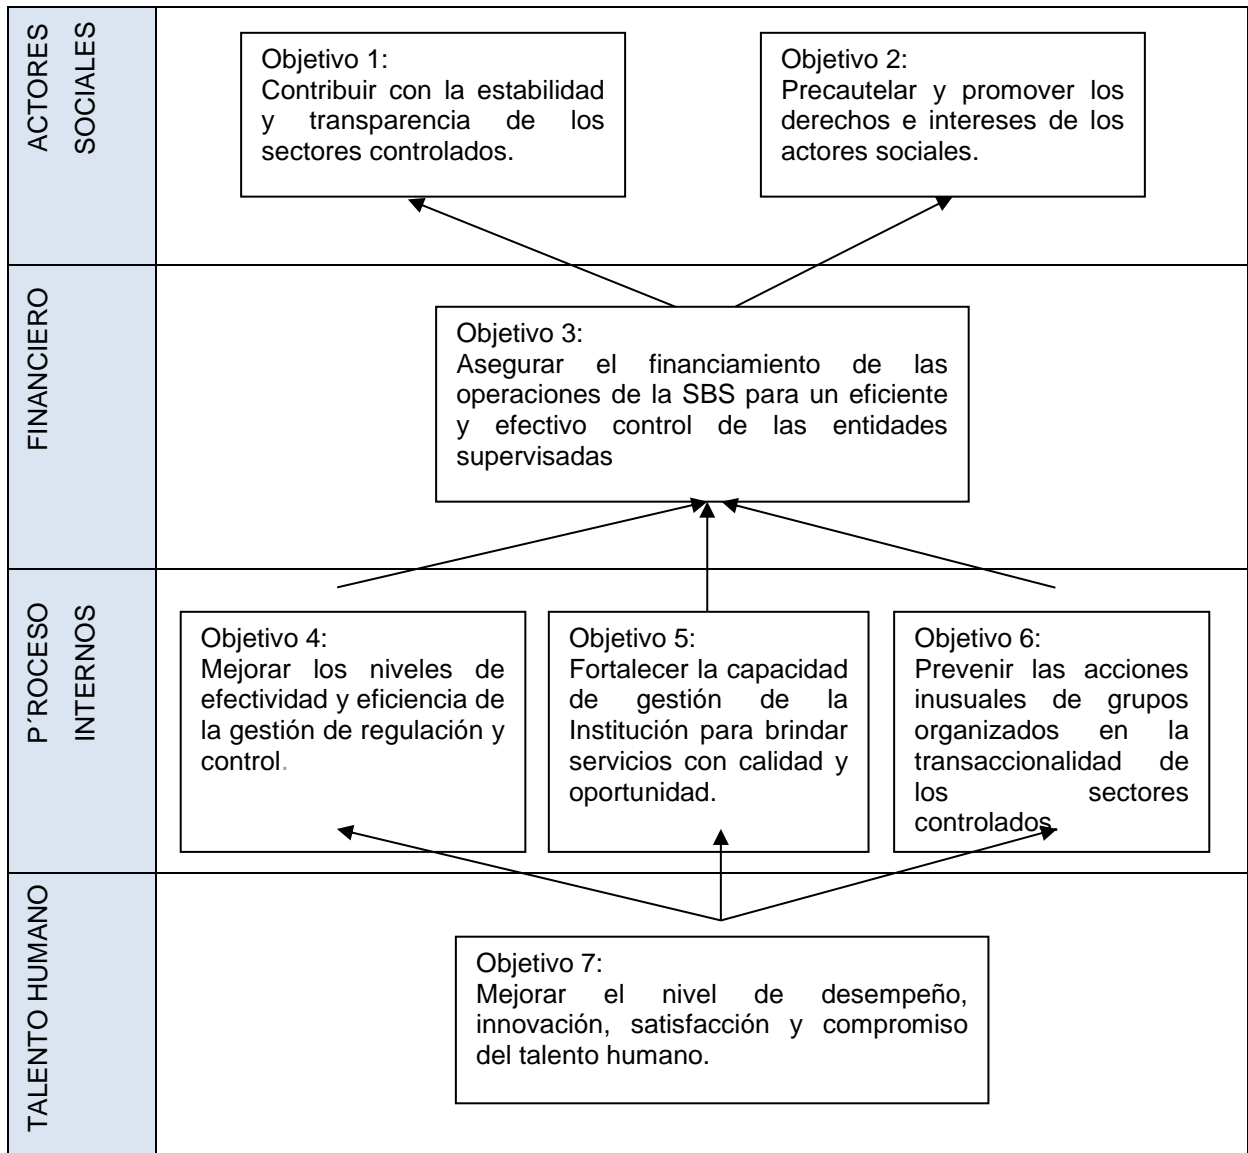 ACTORES
SOCIALES
Objetivo 1:
Contribuir con la estabilidad
y transparencia de los
sectores controlados.
Objetivo 2:
Precautelar y promover los
derechos e intereses de los
actores sociales.
FINANCIERO
Objetivo 3:
Asegurar el financiamiento de las
operaciones de la SBS para un eficiente
y efectivo control de las entidades
supervisadas
P´ROCESO
INTERNOS
Objetivo 4:
Mejorar los niveles de
efectividad y eficiencia de
la gestión de regulación y
control.
Objetivo 5:
Fortalecer la capacidad
de gestión de la
Institución para brindar
servicios con calidad y
oportunidad.
Objetivo 6:
Prevenir las acciones
inusuales de grupos
organizados en la
transaccionalidad de
los sectores
controlados.
TALENTO HUMANO
Objetivo 7:
Mejorar el nivel de desempeño,
innovación, satisfacción y compromiso
del talento humano.